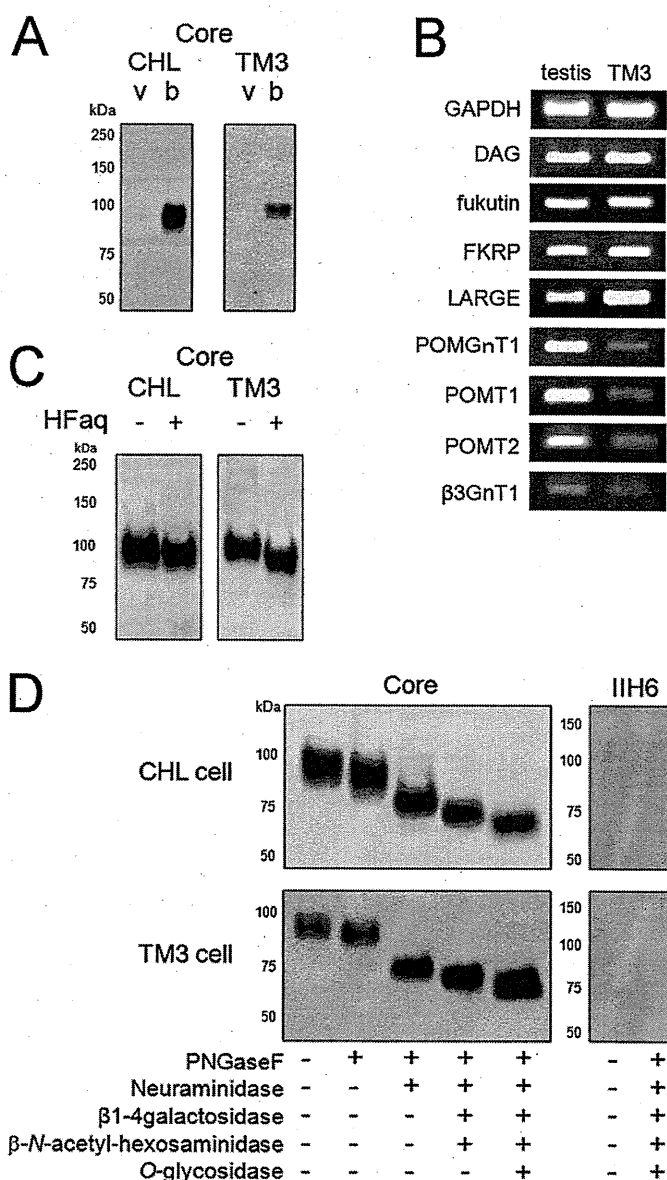 A
Core
CHL TM3
v b v b
kDa
250
150
100
75
50
B
testis TM3
GAPDH
DAG
fukutin
FKRP
LARGE
POMGnT1
POMT1
POMT2
β3GnT1
C
Core
CHL TM3
HFaq - + - +
kDa
250
150
100
75
50
D
Core IIH6
kDa
CHL cell
100
75
50
150
100
75
50
TM3 cell
100
75
50
150
100
75
50
PNGaseF - + + + + - +
Neuraminidase - - + + + - +
β1-4galactosidase - - - + + - +
β-N-acetyl-hexosaminidase - - - + + - +
O-glycosidase - - - - + - +